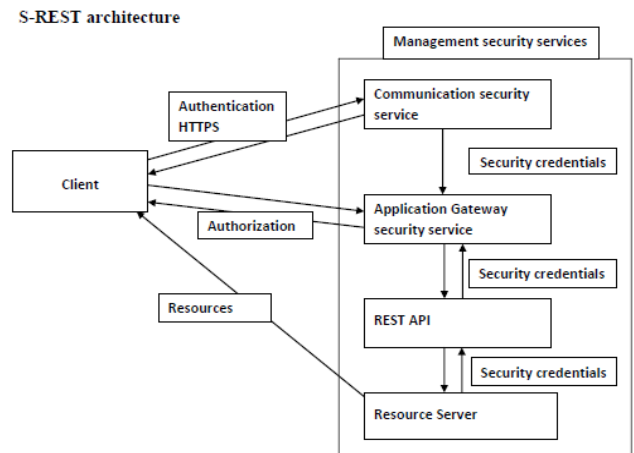 S-REST architecture
Management security services
Authentication
HTTPS
Communication security
service
Security credentials
Client
Application Gateway
security service
Authorization
Security credentials
Resources
REST API
Security credentials
Resource Server